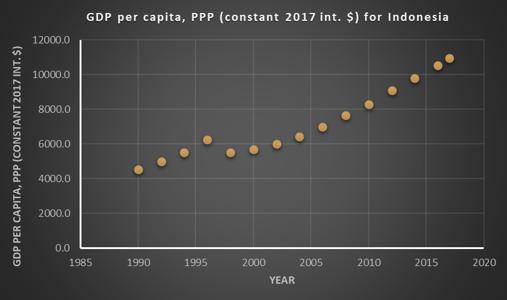 GDP per capita, PPP (constant 2017 int. $) for Indonesia
GDP PER CAPITA, PPP (CONSTANT 2017 INT. $)
12000.0
10000.0
8000.0
6000.0
4000.0
2000.0
0.0
1985 1990 1995 2000 2005 2010 2015 2020
YEAR